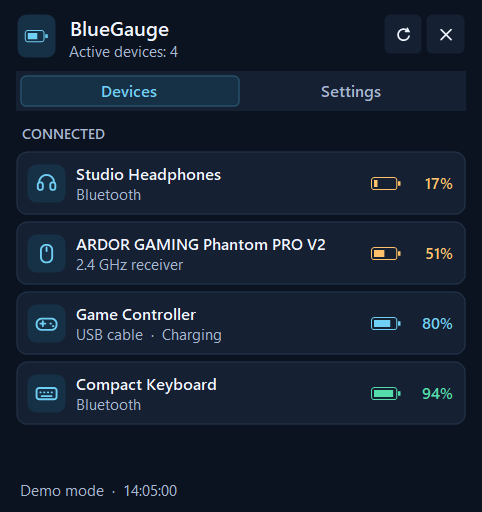 BlueGauge
Active devices: 4
Devices
Settings
CONNECTED
Studio Headphones
Bluetooth
17%
ARDOR GAMING Phantom PRO V2
2.4 GHz receiver
51%
Game Controller
USB cable · Charging
80%
Compact Keyboard
Bluetooth
94%
Demo mode · 14:05:00